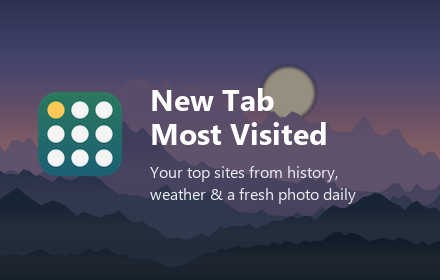 New Tab
Most Visited
Your top sites from history,
weather & a fresh photo daily